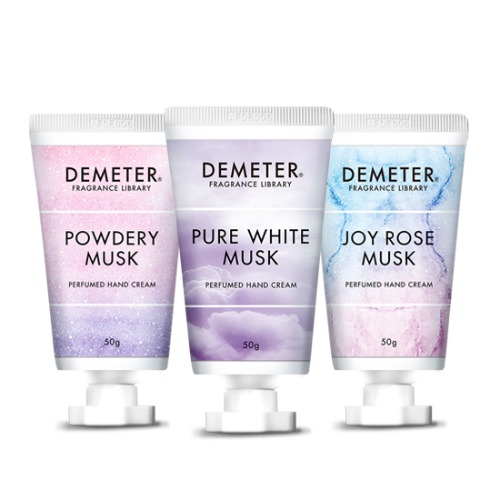 DEMETER®
FRAGRANCE LIBRARY
POWDERY
MUSK
PERFUMED HAND CREAM
50g
DEMETER®
FRAGRANCE LIBRARY
PURE WHITE
MUSK
PERFUMED HAND CREAM
50g
DEMETER®
FRAGRANCE LIBRARY
JOY ROSE
MUSK
PERFUMED HAND CREAM
50g